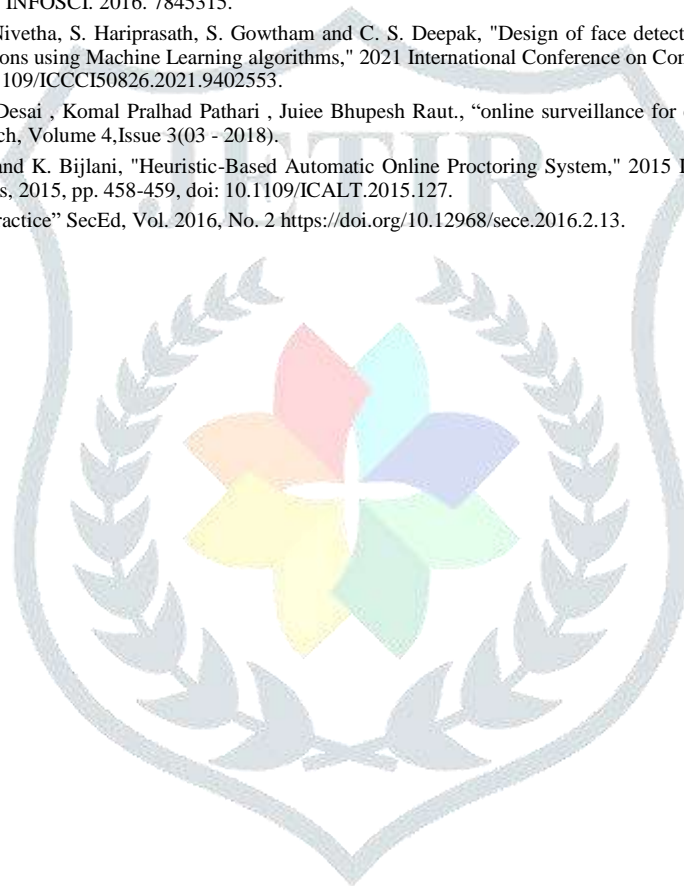 INFOSCI. 2016. 7845315.
Nivetha, S. Hariprasath, S. Gowtham and C. S. Deepak, "Design of face detect
ons using Machine Learning algorithms," 2021 International Conference on Con
109/ICCCI50826.2021.9402553.
Desai , Komal Pralhad Pathari , Juiee Bhupesh Raut., “online surveillance for
ch, Volume 4,Issue 3(03 - 2018).
and K. Bijlani, "Heuristic-Based Automatic Online Proctoring System," 2015 I
s, 2015, pp. 458-459, doi: 10.1109/ICALT.2015.127.
ractice” SecEd, Vol. 2016, No. 2 https://doi.org/10.12968/sece.2016.2.13.
JETIR